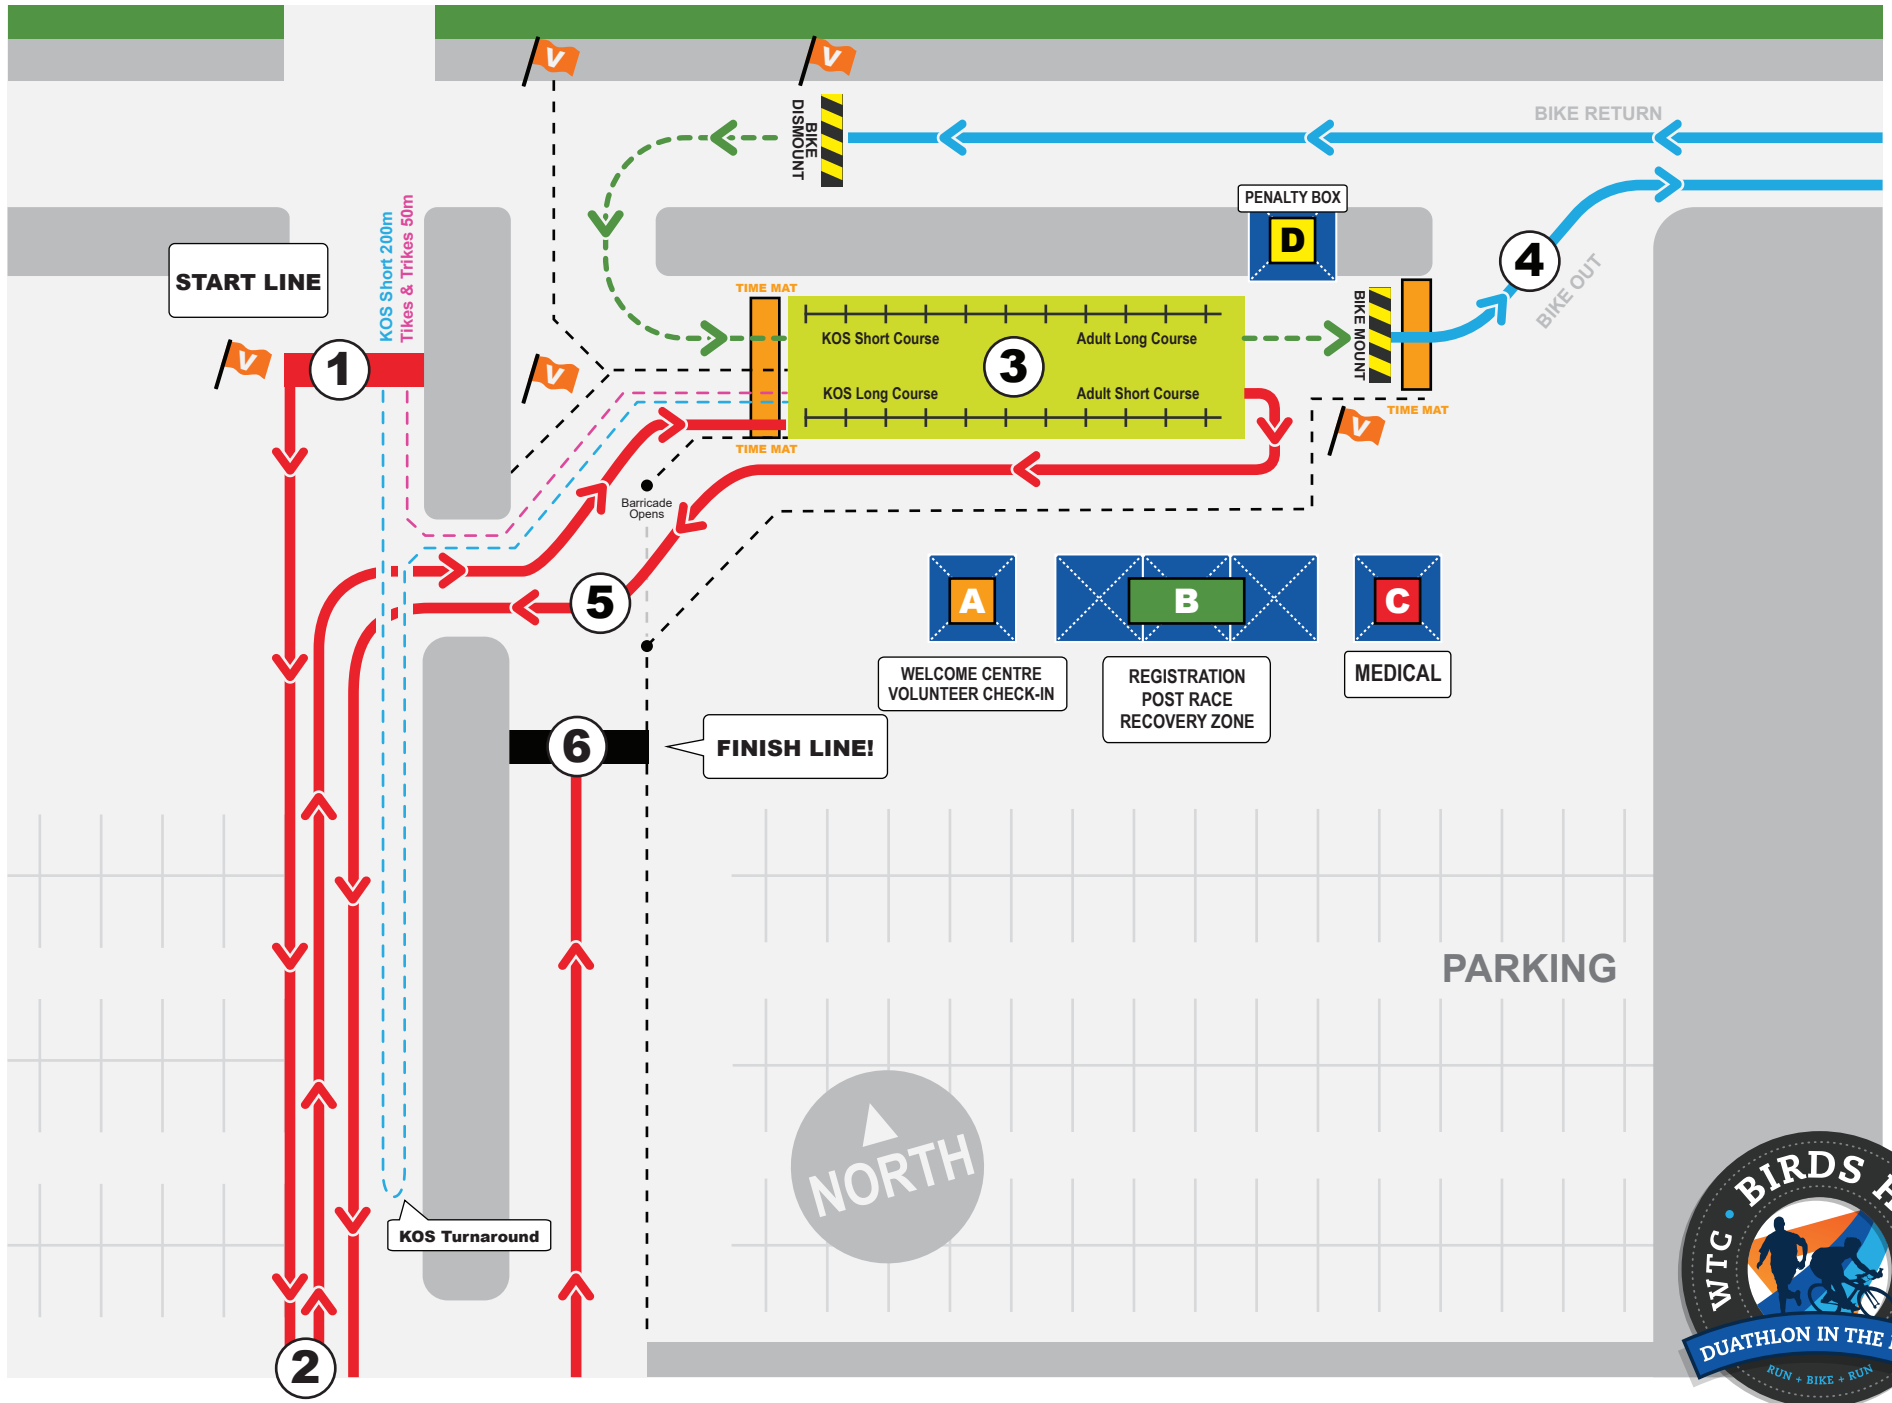 V
V
BIKE
DISMOUNT
BIKE RETURN
PENALTY BOX
D
START LINE
KOS Short 200m
Tikes & Trikes 50m
4
BIKE OUT
TIME MAT
BIKE MOUNT
KOS Short Course
Adult Long Course
3
V
1
V
KOS Long Course
Adult Short Course
TIME MAT
V
TIME MAT
Barricade
Opens
5
A
B
C
WELCOME CENTRE
VOLUNTEER CHECK-IN
REGISTRATION
POST RACE
RECOVERY ZONE
MEDICAL
6
FINISH LINE!
PARKING
NORTH
KOS Turnaround
2
WTC • BIRDS
DUATHLON IN THE
RUN + BIKE + RUN